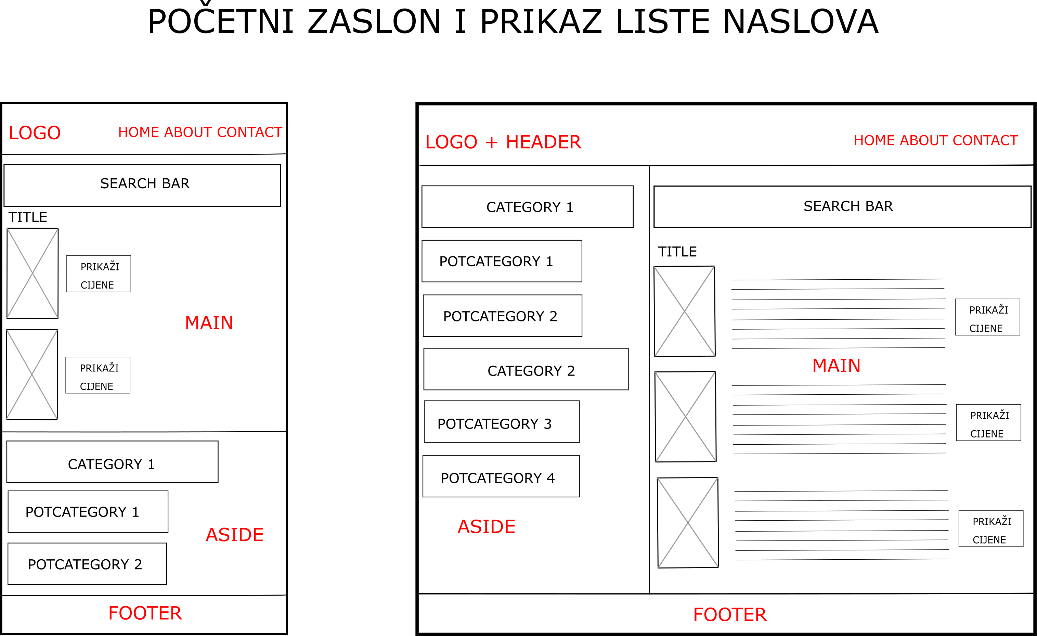 POČETNI ZASLON I PRIKAZ LISTE NASLOVA
LOGO
HOME ABOUT CONTACT
SEARCH BAR
TITLE
PRIKAŽI
CIJENE
MAIN
PRIKAŽI
CIJENE
CATEGORY 1
POTCATEGORY 1
ASIDE
POTCATEGORY 2
FOOTER
LOGO + HEADER
HOME ABOUT CONTACT
CATEGORY 1
POTCATEGORY 1
POTCATEGORY 2
CATEGORY 2
POTCATEGORY 3
POTCATEGORY 4
ASIDE
SEARCH BAR
TITLE
PRIKAŽI
CIJENE
MAIN
PRIKAŽI
CIJENE
PRIKAŽI
CIJENE
FOOTER